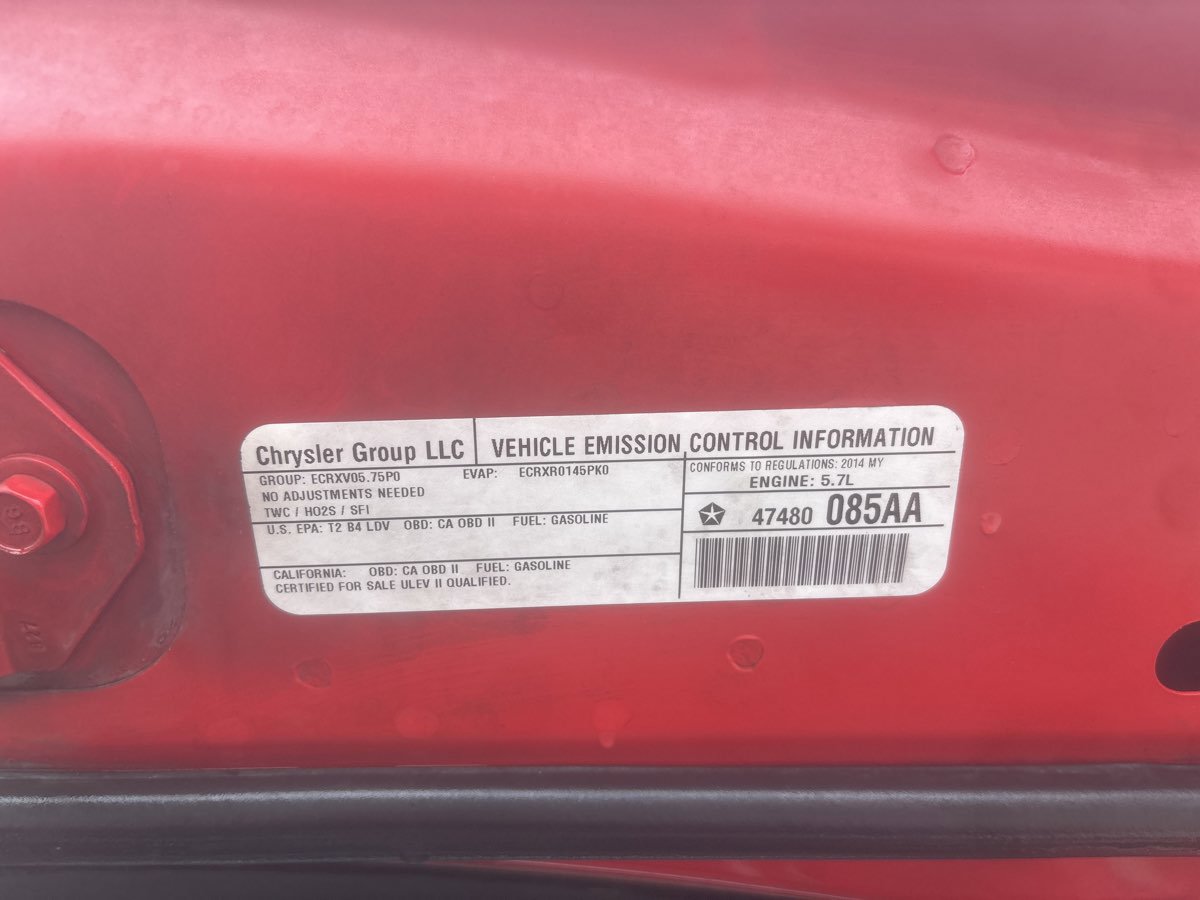 Chrysler Group LLC
VEHICLE EMISSION CONTROL INFORMATION
GROUP: ECRXV05.75P0 EVAP: ECRXR0145PK0
NO ADJUSTMENTS NEEDED
TWC / HO2S / SFI
U.S. EPA: T2 B4 LDV OBD: CA OBD II FUEL: GASOLINE
CALIFORNIA: OBD: CA OBD II FUEL: GASOLINE
CERTIFIED FOR SALE ULEV II QUALIFIED.
CONFORMS TO REGULATIONS: 2014 MY
ENGINE: 5.7L
47480 085AA